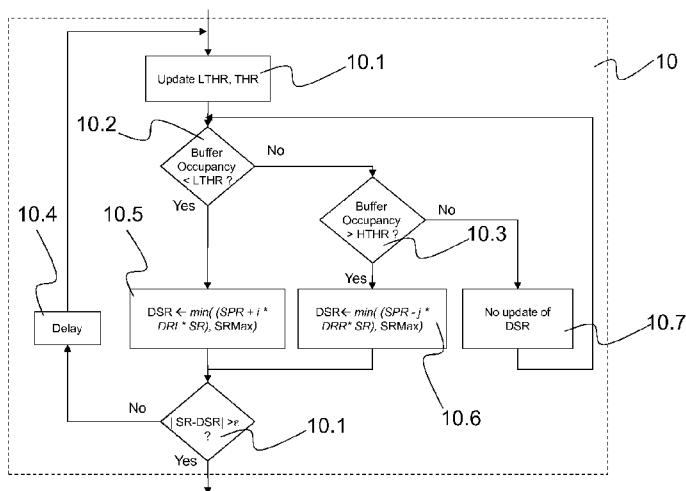 10.1
10
Update LTHR, THR
10.2
Buffer
Occupancy
< LTHR ?
No
Yes
Buffer
Occupancy
> HTHR ?
No
10.3
Yes
10.4
10.5
Delay
DSR ← min( (SPR + i *
DRI * SR), SRMax)
DSR← min( (SPR - j *
DRR* SR), SRMax)
No update of
DSR
10.7
10.6
No
| SR-DSR| >ε
?
10.1
Yes